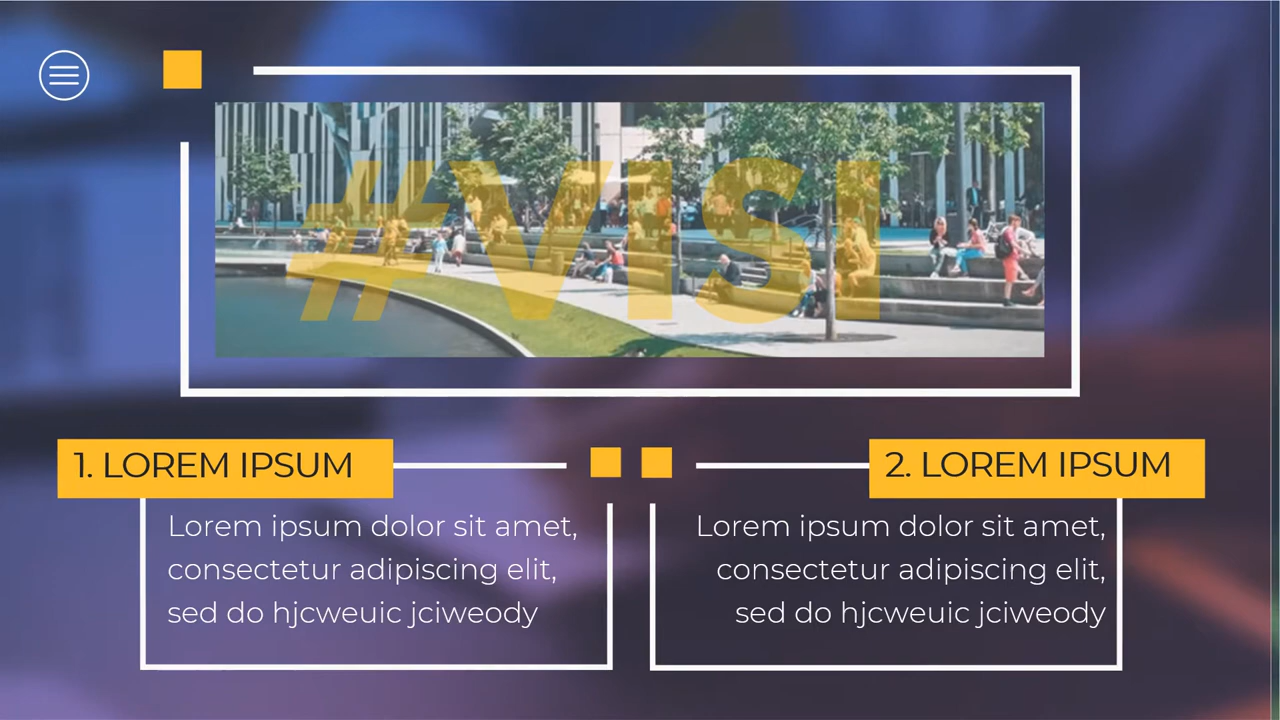 #VISI
1. LOREM IPSUM
Lorem ipsum dolor sit amet,
consectetur adipiscing elit,
sed do hjcweuic jciweody
2. LOREM IPSUM
Lorem ipsum dolor sit amet,
consectetur adipiscing elit,
sed do hjcweuic jciweody